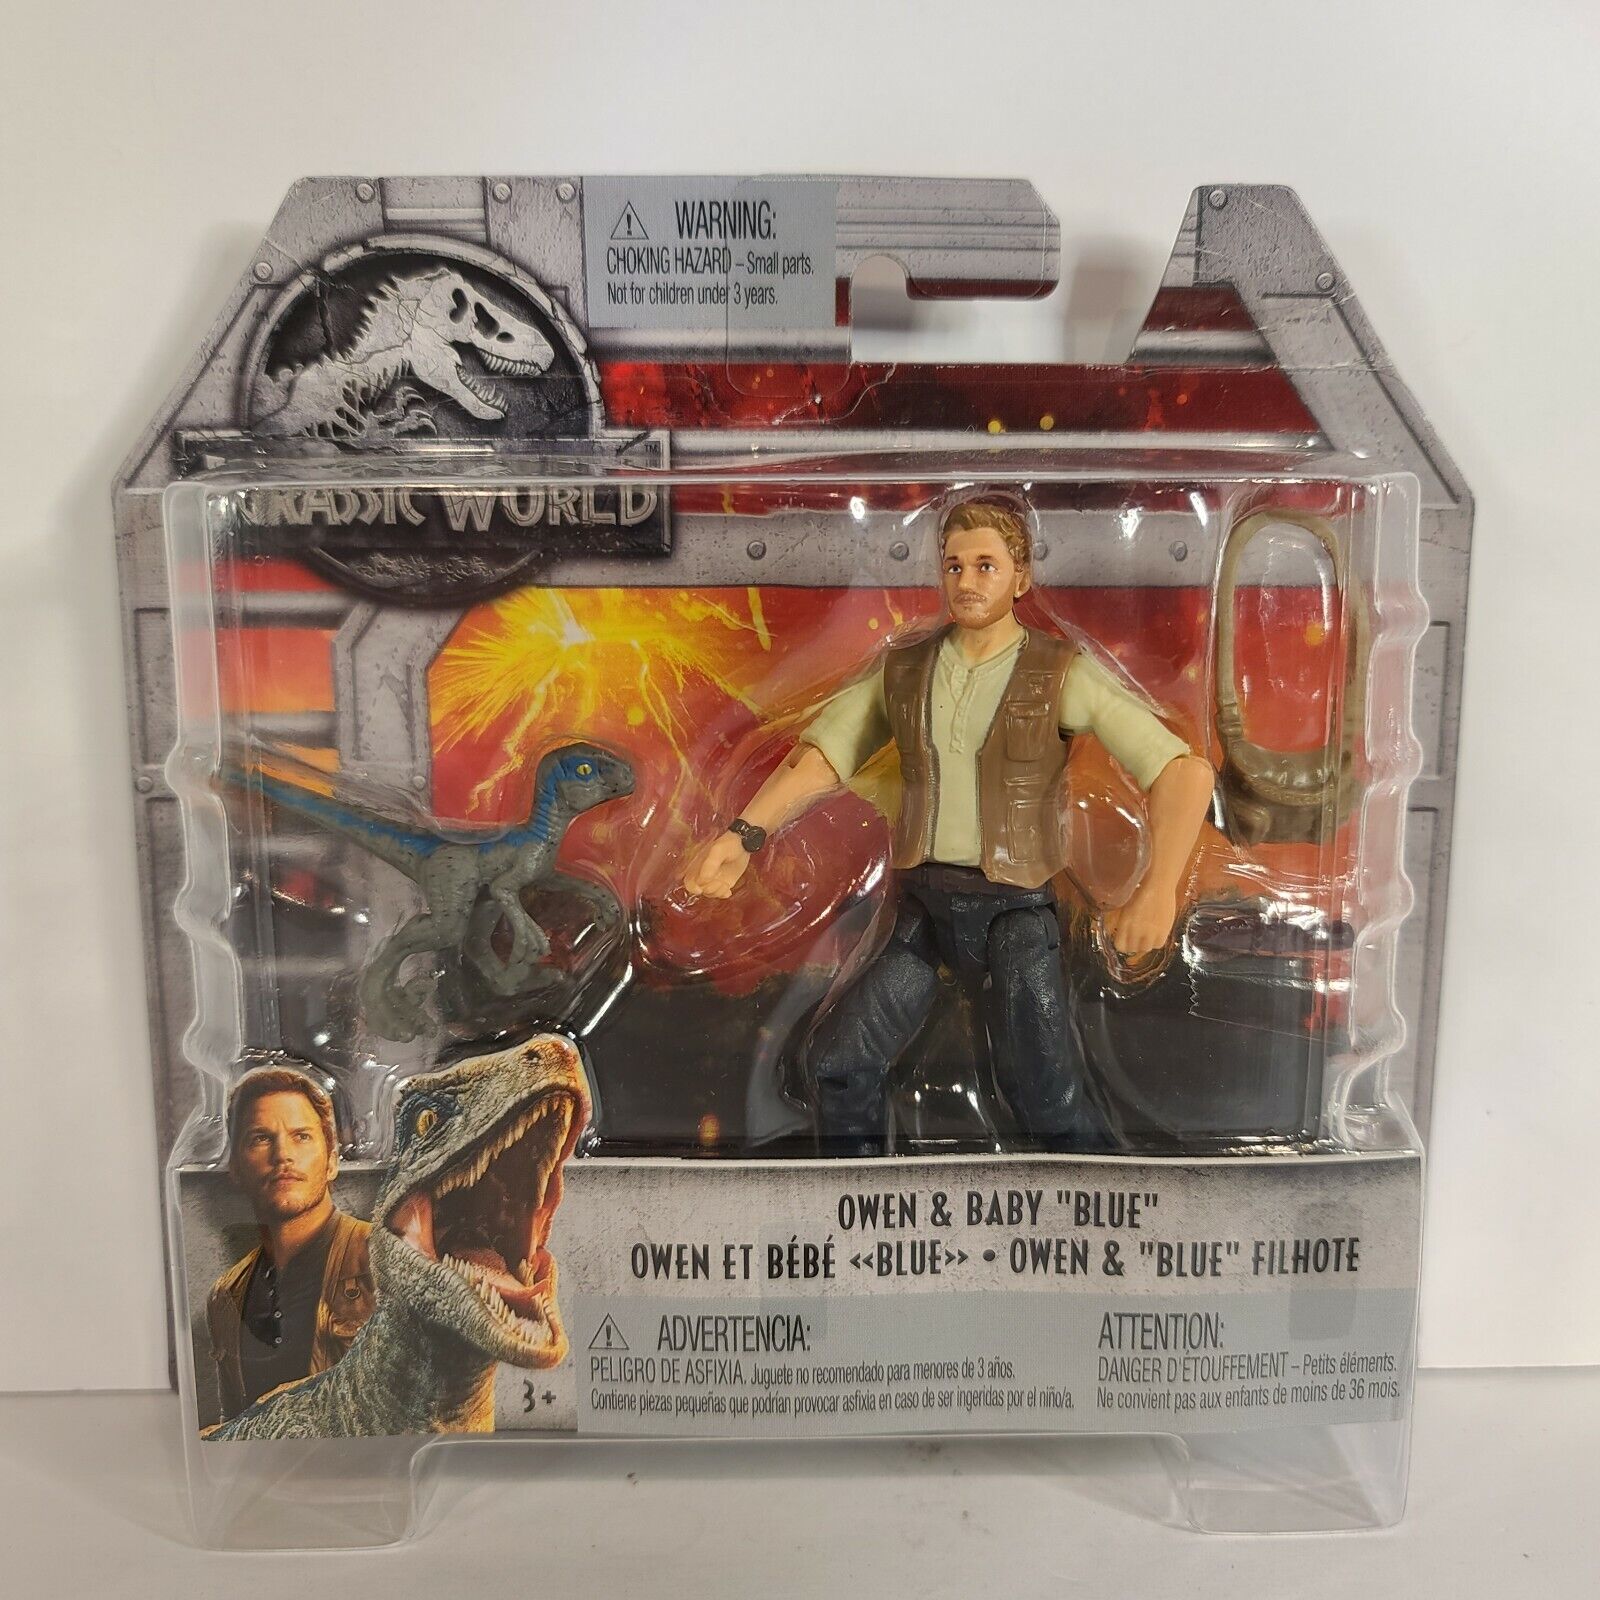 WARNING:
CHOKING HAZARD – Small parts.
Not for children under 3 years.
TM
JURASSIC WORLD
OWEN & BABY "BLUE"
OWEN ET BÉBÉ «BLUE» • OWEN & "BLUE" FILHOTE
ADVERTENCIA:
PELIGRO DE ASFIXIA. Juguete no recomendado para menores de 3 años.
Contiene piezas pequeñas que podrían provocar asfixia en caso de ser ingeridas por el niño/a.
ATTENTION:
DANGER D'ÉTOUFFEMENT – Petits éléments.
Ne convient pas aux enfants de moins de 36 mois.
3+